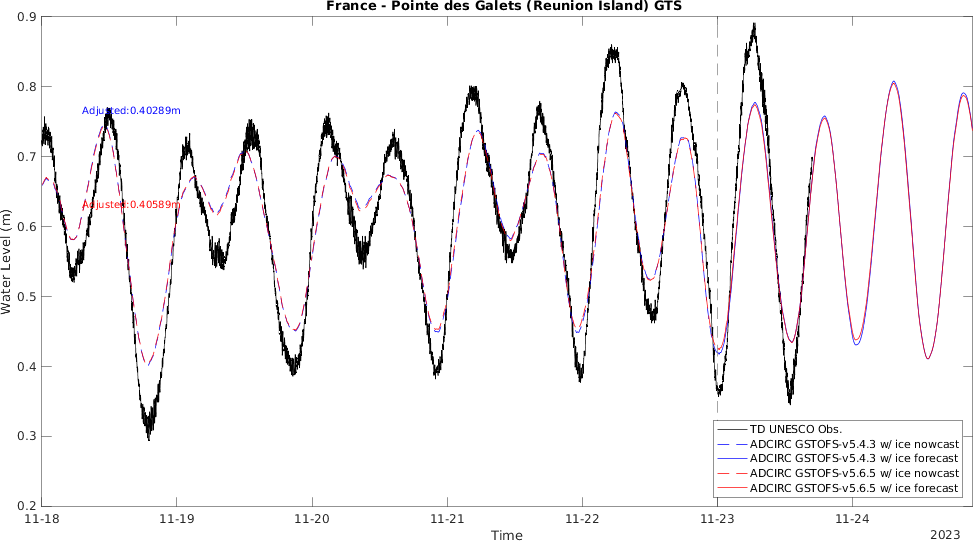 France - Pointe des Galets (Reunion Island) GTS
0.9
0.8
0.7
0.6
0.5
0.4
0.3
0.2
Water Level (m)
Adjusted:0.40289m
Adjusted:0.40589m
TD UNESCO Obs.
ADCIRC GSTOFS-v5.4.3 w/ ice nowcast
ADCIRC GSTOFS-v5.4.3 w/ ice forecast
ADCIRC GSTOFS-v5.6.5 w/ ice nowcast
ADCIRC GSTOFS-v5.6.5 w/ ice forecast
11-18 11-19 11-20 11-21 11-22 11-23 11-24
Time
2023